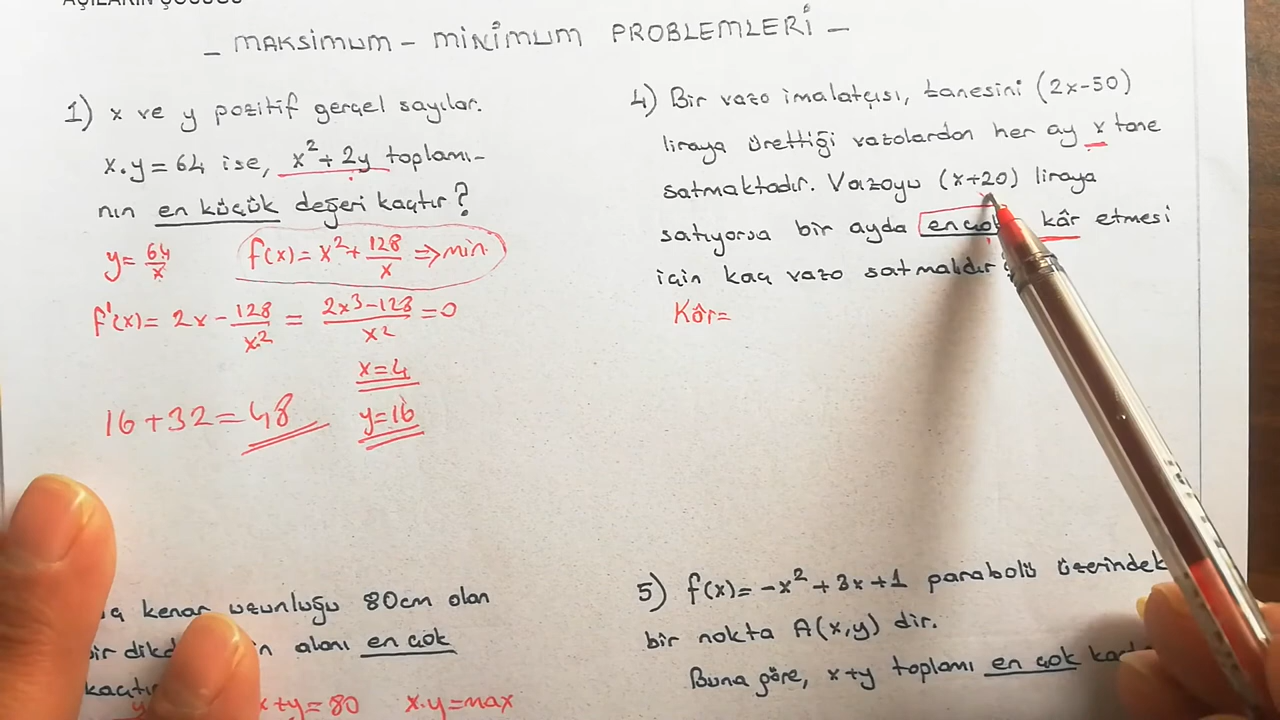 - MAKSİMUM - MİNİMUM PROBLEMLERİ -
1) x ve y pozitif gerçel sayılar.
x.y=64 ise, x²+2y toplamı-
nın en küçük değeri kaçtır?
y=64/x f(x)=x²+128/x ⇒ min.
f'(x)= 2x-128/x² = 2x³-128/x² =0
x=4
16+32=48
y=16
kenar uzunluğu 80cm olan
alanı en çok
x+y=80 x.y=max
4) Bir vazo imalatçısı, tanesini (2x-50)
liraya ürettiği vazolardan her ay x tane
satmaktadır. Vazoyu (x+20) liraya
satıyorsa bir ayda en çok kâr etmesi
için kaç vazo satmalıdır?
Kâr=
5) f(x)=-x²+3x+1 parabolü üzerindek
bir nokta A(x,y) dir.
Buna göre, x+y toplamı en çok